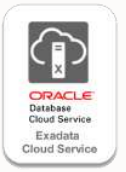 X
ORACLE
Database
Cloud Service
Exadata
Cloud Service